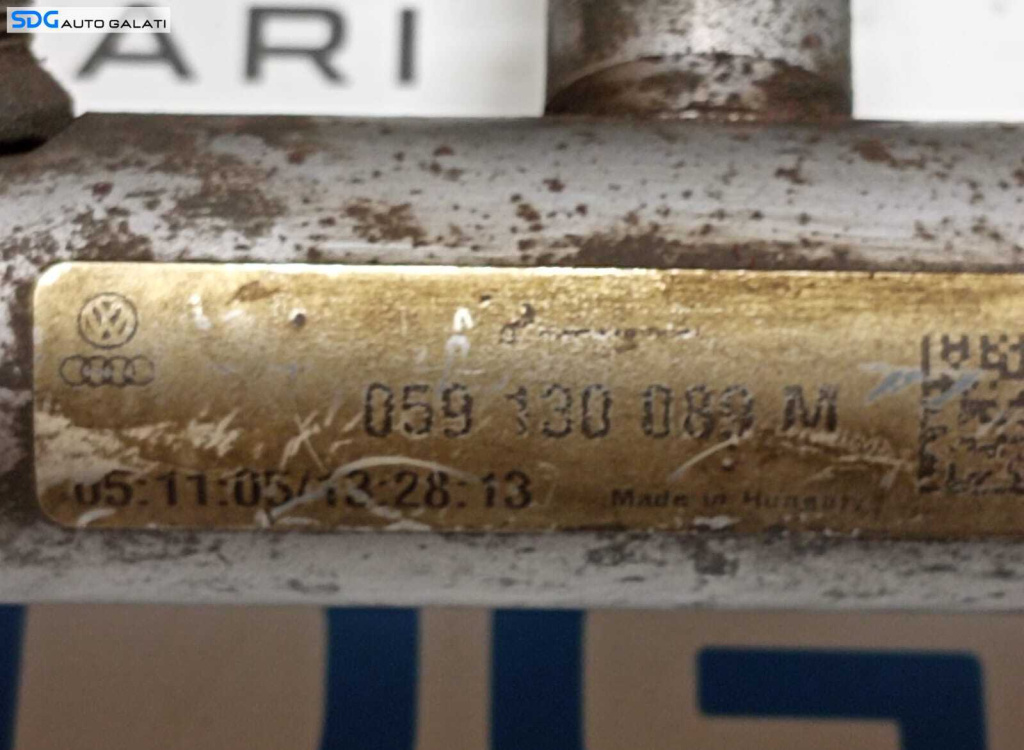 SDG AUTO GALATI
ARI
059 130 089 M
05:11:05/13:28:13
Made in Hungary